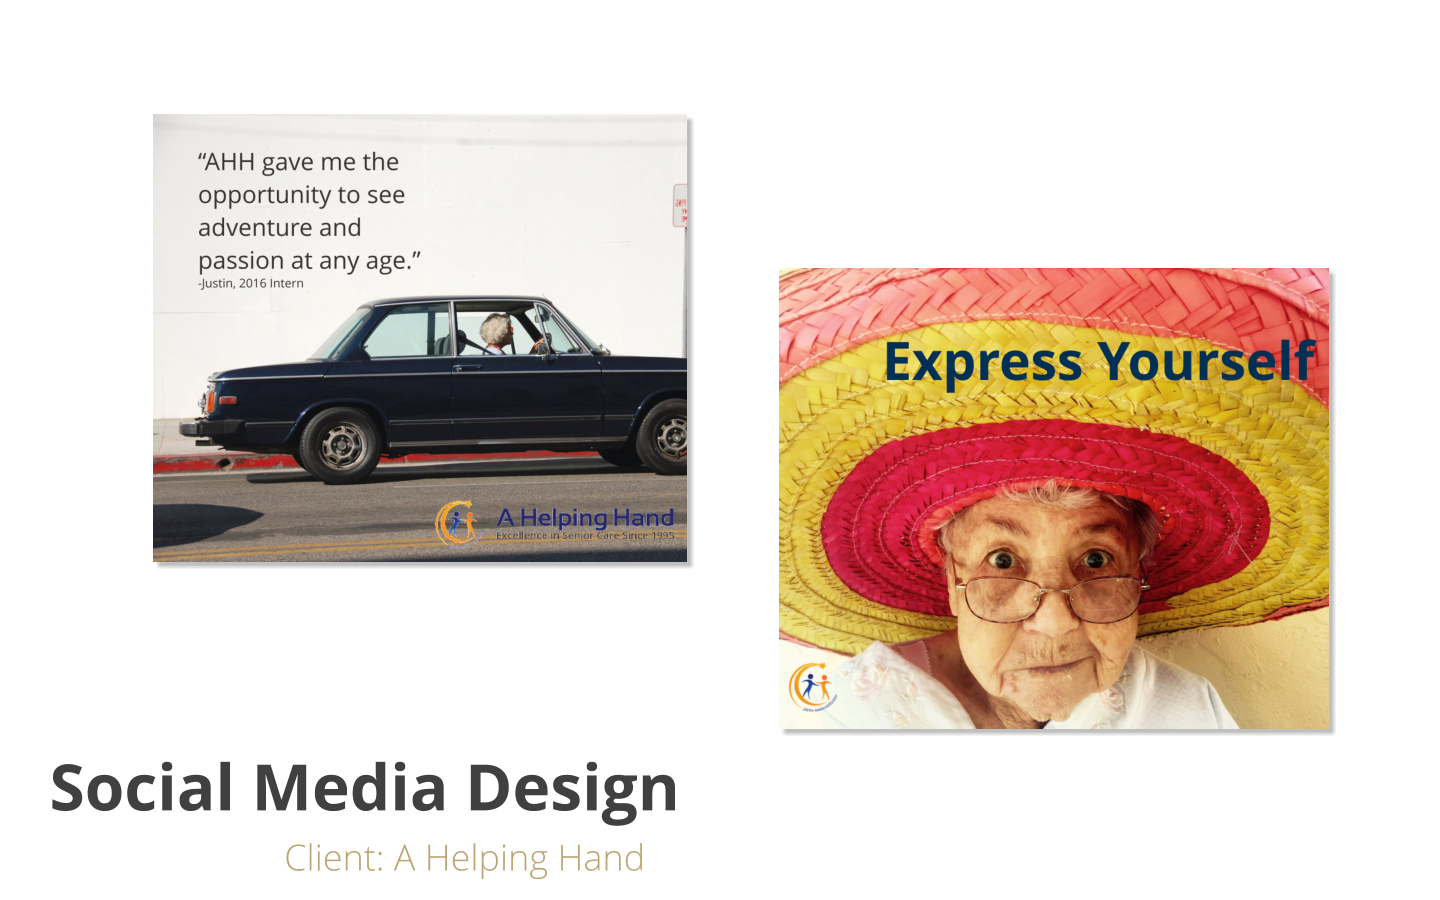 “AHH gave me the
opportunity to see
adventure and
passion at any age.”
-Justin, 2016 Intern
A Helping Hand
Excellence in Senior Care Since 1995
Express Yourself
Social Media Design
Client: A Helping Hand